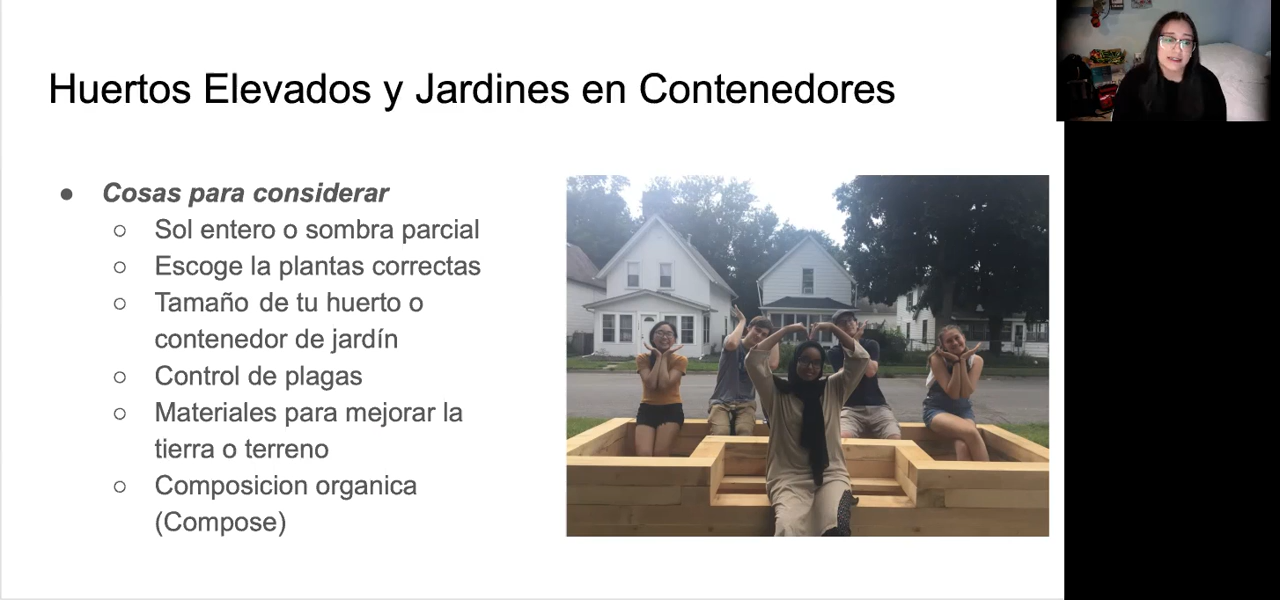 Huertos Elevados y Jardines en Contenedores
● Cosas para considerar
○ Sol entero o sombra parcial
○ Escoge la plantas correctas
○ Tamaño de tu huerto o
contenedor de jardín
○ Control de plagas
○ Materiales para mejorar la
tierra o terreno
○ Composicion organica
(Compose)